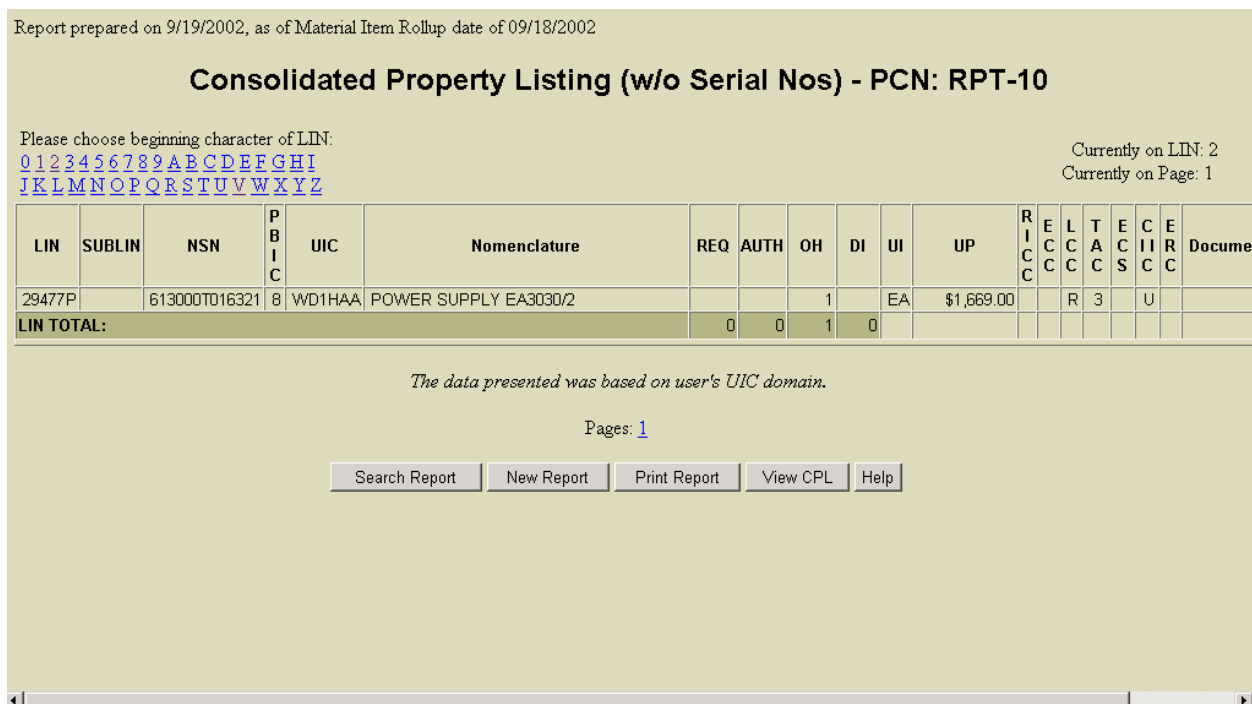 Report prepared on 9/19/2002, as of Material Item Rollup date of 09/18/2002
Consolidated Property Listing (w/o Serial Nos) - PCN: RPT-10
Please choose beginning character of LIN:
0 1 2 3 4 5 6 7 8 9 A B C D E F G H I
J K L M N O P Q R S T U V W X Y Z
Currently on LIN: 2
Currently on Page: 1
LIN SUBLIN NSN PBIC UIC Nomenclature REQ AUTH OH DI UI UP RICC ECC LCC TAC ECS CIIC ERC Docume
29477P 613000T016321 8 WD1HAA POWER SUPPLY EA3030/2 1 EA $1,669.00 R 3 U
LIN TOTAL: 0 0 1 0
The data presented was based on user's UIC domain.
Pages: 1
Search Report New Report Print Report View CPL Help